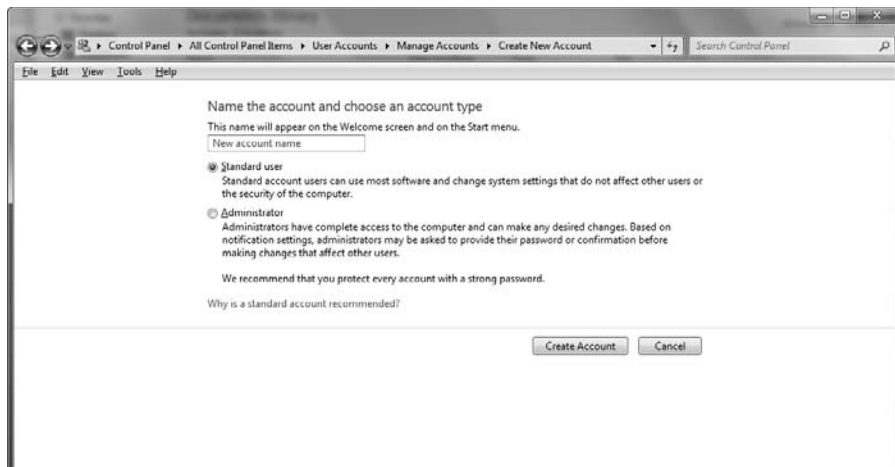 Control Panel ▸ All Control Panel Items ▸ User Accounts ▸ Manage Accounts ▸ Create New Account
Search Control Panel
File Edit View Tools Help
Name the account and choose an account type
This name will appear on the Welcome screen and on the Start menu.
New account name
Standard user
Standard account users can use most software and change system settings that do not affect other users or
the security of the computer.
Administrator
Administrators have complete access to the computer and can make any desired changes. Based on
notification settings, administrators may be asked to provide their password or confirmation before
making changes that affect other users.
We recommend that you protect every account with a strong password.
Why is a standard account recommended?
Create Account Cancel